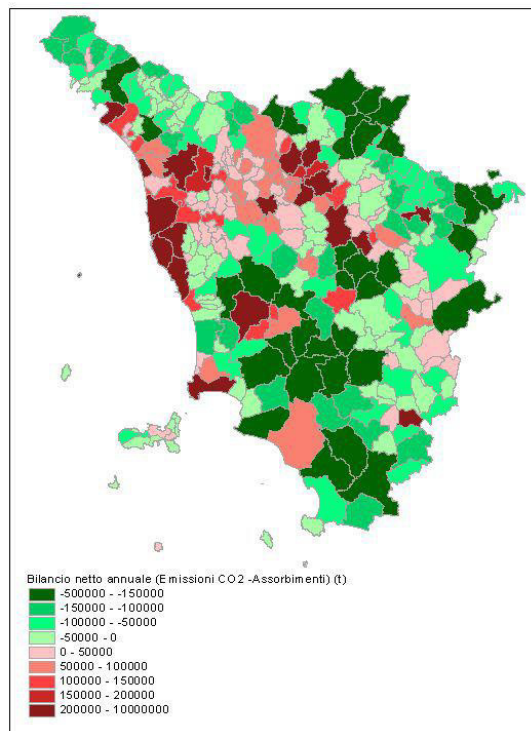 Bilancio netto annuale (Emissioni CO2 -Assorbimenti) (t)
-500000 - -150000
-150000 - -100000
-100000 - -50000
-50000 - 0
0 - 50000
50000 - 100000
100000 - 150000
150000 - 200000
200000 - 10000000